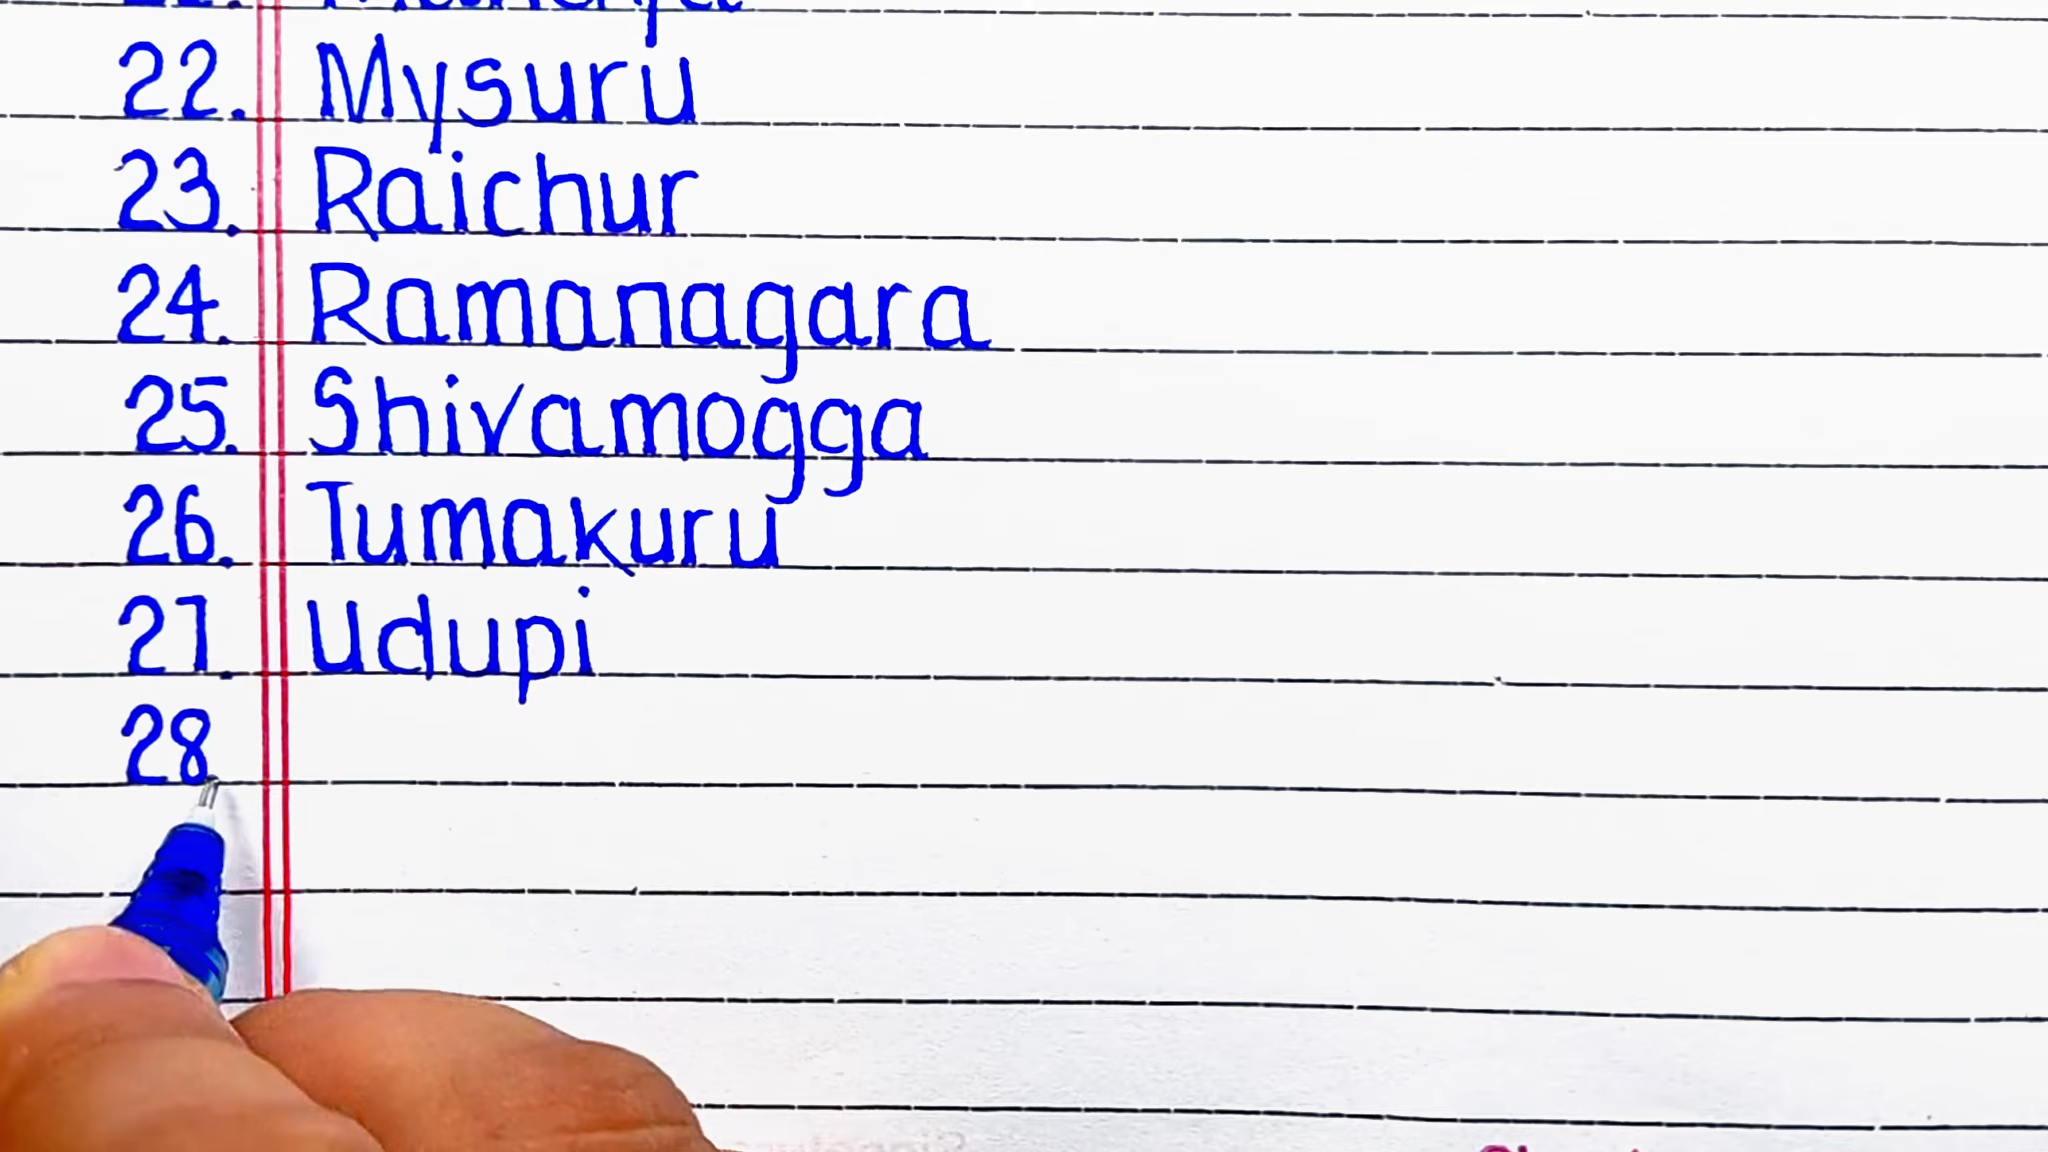 22. Mysuru
23. Raichur
24. Ramanagara
25. Shivamogga
26. Tumakuru
27. Udupi
28.